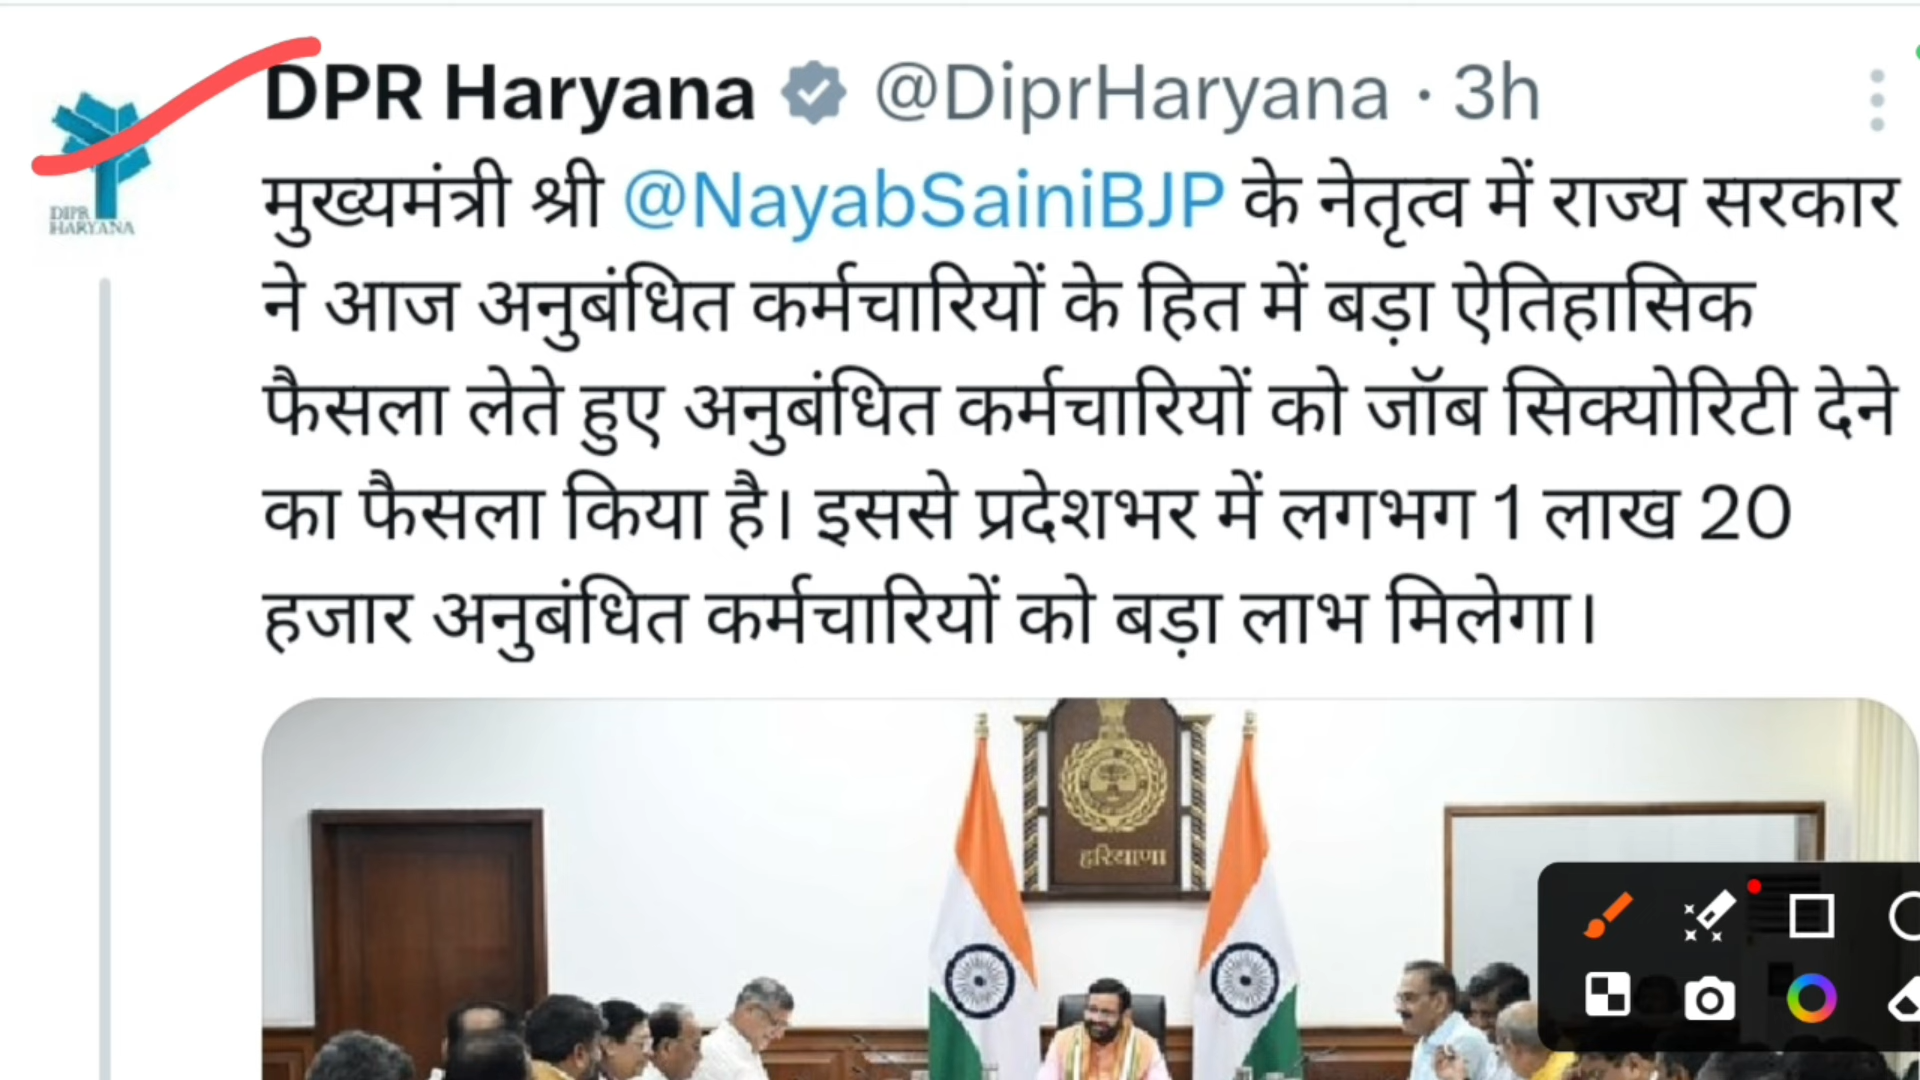 DPR Haryana @DiprHaryana · 3h
DIPR
HARYANA
मुख्यमंत्री श्री @NayabSainiBJP के नेतृत्व में राज्य सरकार
ने आज अनुबंधित कर्मचारियों के हित में बड़ा ऐतिहासिक
फैसला लेते हुए अनुबंधित कर्मचारियों को जॉब सिक्योरिटी देने
का फैसला किया है। इससे प्रदेशभर में लगभग 1 लाख 20
हजार अनुबंधित कर्मचारियों को बड़ा लाभ मिलेगा।
हरियाणा